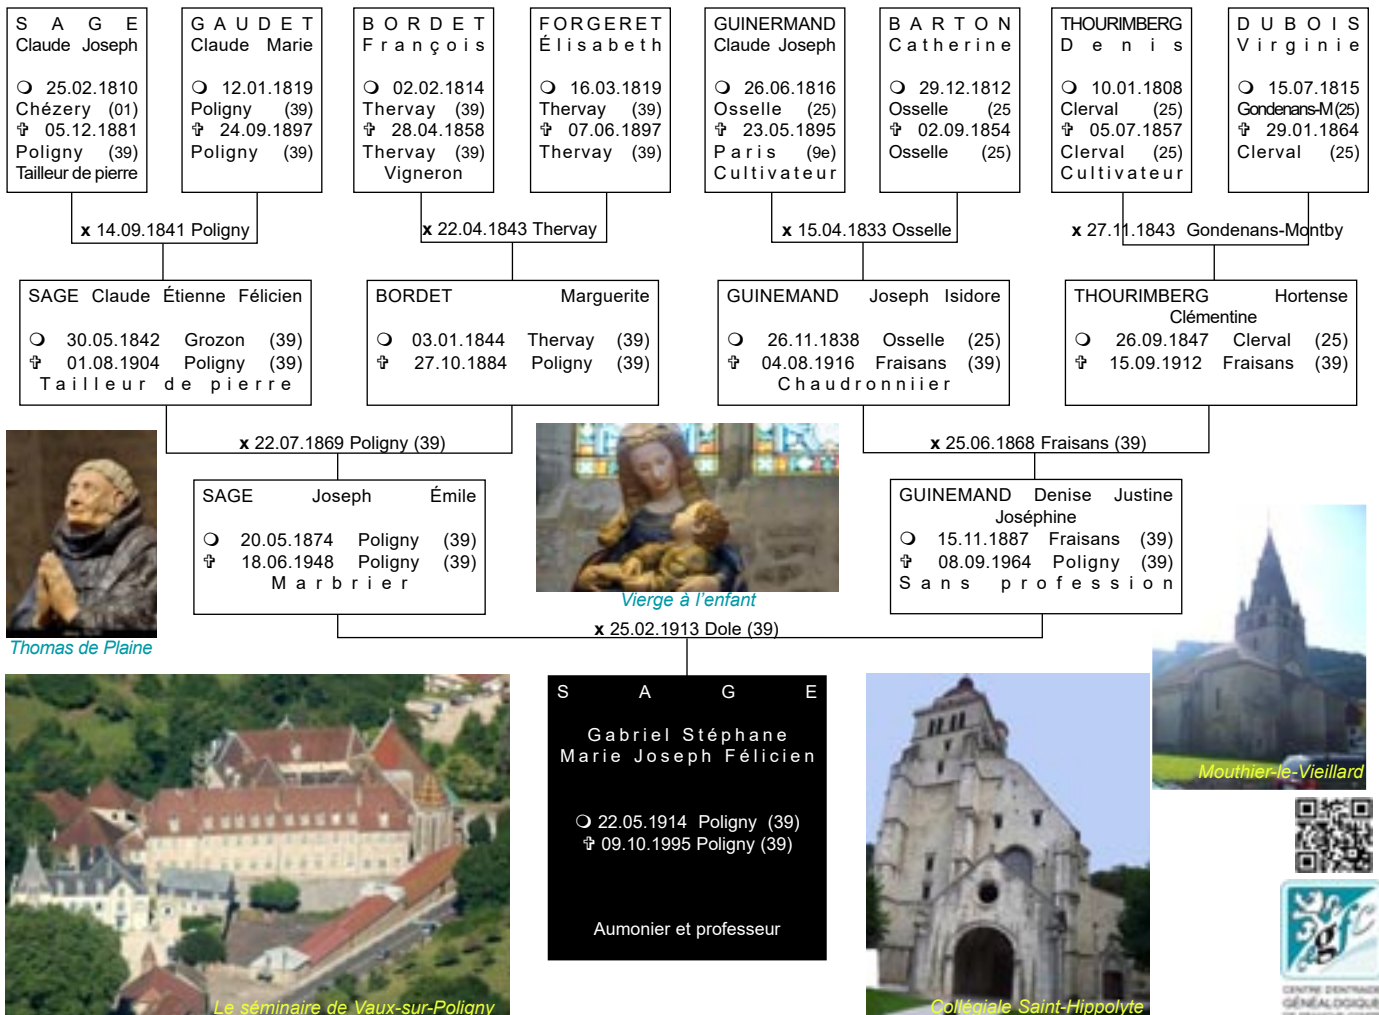 SAGE
Claude Joseph
❍ 25.02.1810
Chézery (01)
✞ 05.12.1881
Poligny (39)
Tailleur de pierre
GAUDET
Claude Marie
❍ 12.01.1819
Poligny (39)
✞ 24.09.1897
Poligny (39)
BORDET
François
❍ 02.02.1814
Thervay (39)
✞ 28.04.1858
Thervay (39)
Vigneron
FORGERET
Élisabeth
❍ 16.03.1819
Thervay (39)
✞ 07.06.1897
Thervay (39)
GUINERMAND
Claude Joseph
❍ 26.06.1816
Osselle (25)
✞ 23.05.1895
Paris (9e)
Cultivateur
BARTON
Catherine
❍ 29.12.1812
Osselle (25
✞ 02.09.1854
Osselle (25)
THOURIMBERG
Denis
❍ 10.01.1808
Clerval (25)
✞ 05.07.1857
Clerval (25)
Cultivateur
DUBOIS
Virginie
❍ 15.07.1815
Gondenans-M (25)
✞ 29.01.1864
Clerval (25)
x 14.09.1841 Poligny
x 22.04.1843 Thervay
x 15.04.1833 Osselle
x 27.11.1843 Gondenans-Montby
SAGE Claude Étienne Félicien
❍ 30.05.1842 Grozon (39)
✞ 01.08.1904 Poligny (39)
Tailleur de pierre
BORDET Marguerite
❍ 03.01.1844 Thervay (39)
✞ 27.10.1884 Poligny (39)
GUINEMAND Joseph Isidore
❍ 26.11.1838 Osselle (25)
✞ 04.08.1916 Fraisans (39)
Chaudronniier
THOURIMBERG Hortense
Clémentine
❍ 26.09.1847 Clerval (25)
✞ 15.09.1912 Fraisans (39)
x 22.07.1869 Poligny (39)
x 25.06.1868 Fraisans (39)
SAGE Joseph Émile
❍ 20.05.1874 Poligny (39)
✞ 18.06.1948 Poligny (39)
Marbrier
GUINEMAND Denise Justine
Joséphine
❍ 15.11.1887 Fraisans (39)
✞ 08.09.1964 Poligny (39)
Sans profession
Thomas de Plaine
Vierge à l'enfant
x 25.02.1913 Dole (39)
SAGE
Gabriel Stéphane
Marie Joseph Félicien
❍ 22.05.1914 Poligny (39)
✞ 09.10.1995 Poligny (39)
Aumonier et professeur
Mouthier-le-Vieillard
Le séminaire de Vaux-sur-Poligny
Collégiale Saint-Hippolyte
gfc
CENTRE D'ENTRAIDE
GÉNÉALOGIQUE